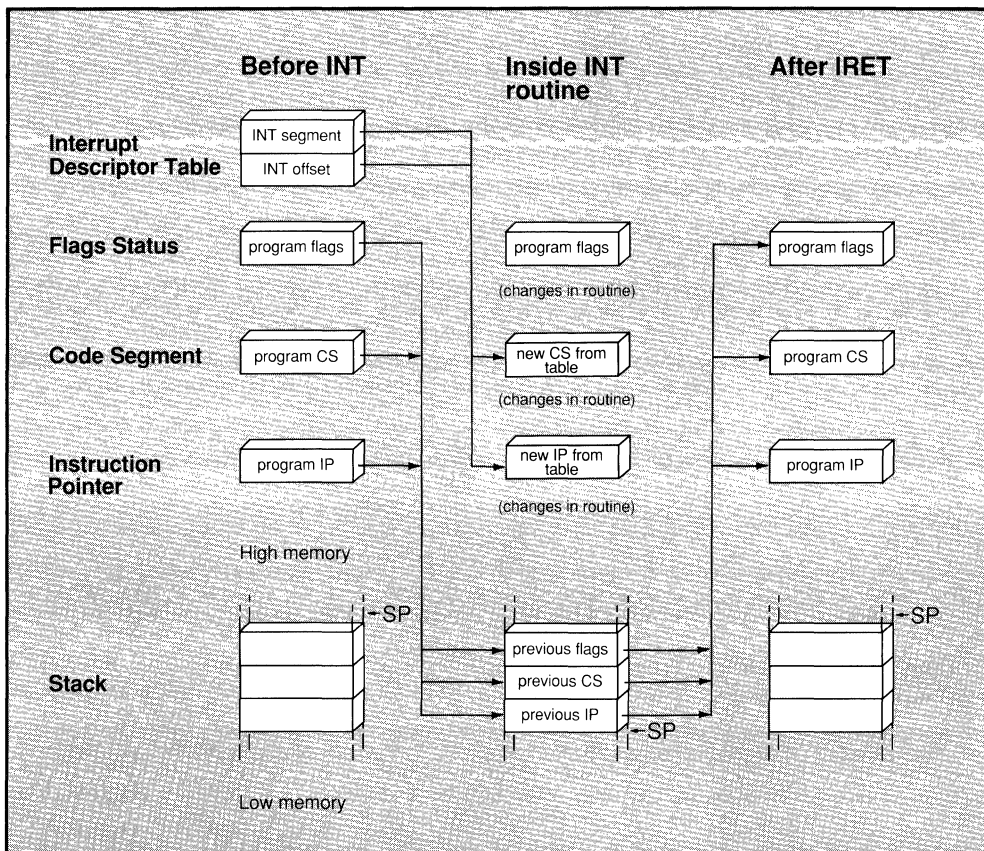 Before INT
Inside INT
routine
After IRET
Interrupt
Descriptor Table
INT segment
INT offset
Flags Status
program flags
program flags
(changes in routine)
program flags
Code Segment
program CS
new CS from
table
(changes in routine)
program CS
Instruction
Pointer
program IP
new IP from
table
(changes in routine)
program IP
High memory
SP
SP
Stack
previous flags
previous CS
previous IP
SP
Low memory